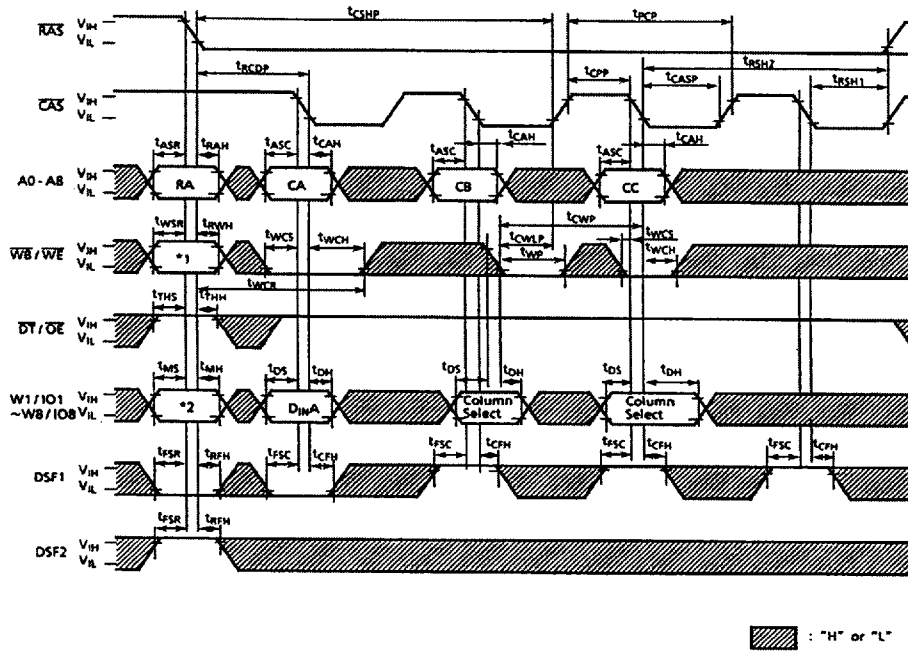 tCSHP tPCP
RAS VIH
VIL
tRCDP tCPP tRSH2
tCASP tRSH1
CAS VIH
VIL
tASR tRAH tASC tCAH tASC tCAH tASC tCAH
A0 - A8 VIH
VIL
RA CA CB CC
tWSR tRWH tWCS tWCH tCWP tCWLP tWP tWCS tWCH
WB / WE VIH
VIL
*1
tWCR
tTHS tTHH
DT / OE VIH
VIL
tMS tMH tDS tDH tDS tDH tDS tDH
W1 / IO1 VIH
~W8 / IO8 VIL
*2 DINA Column Select Column Select
tFSR tRFH tFSC tCFH tFSC tCFH tFSC tCFH tFSC tCFH
DSF1 VIH
VIL
tFSR tRFH
DSF2 VIH
VIL
: "H" or "L"